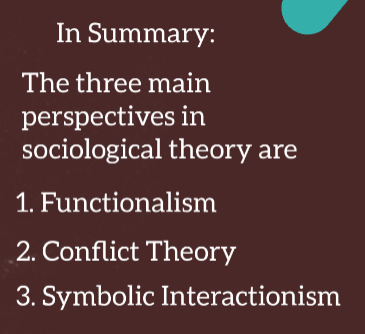 In Summary:
The three main
perspectives in
sociological theory are
1. Functionalism
2. Conflict Theory
3. Symbolic Interactionism